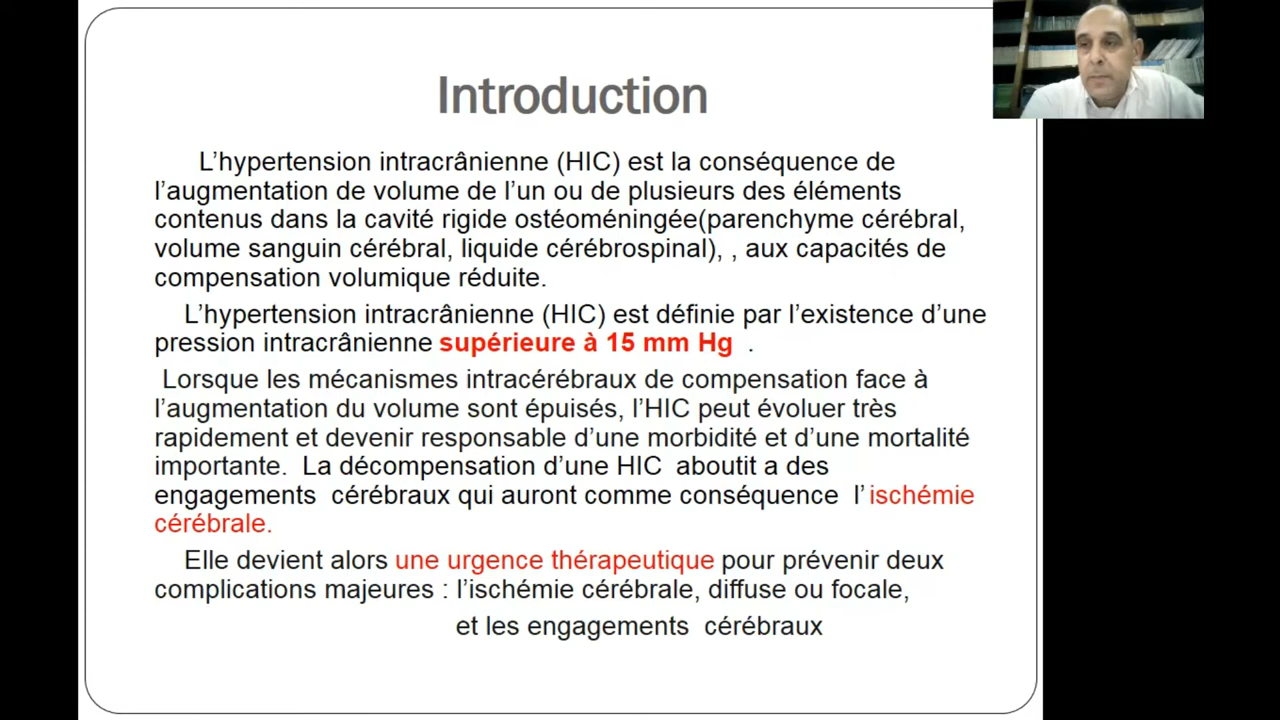 Introduction
L’hypertension intracrânienne (HIC) est la conséquence de
l’augmentation de volume de l’un ou de plusieurs des éléments
contenus dans la cavité rigide ostéoméningée(parenchyme cérébral,
volume sanguin cérébral, liquide cérébrospinal), , aux capacités de
compensation volumique réduite.
L’hypertension intracrânienne (HIC) est définie par l’existence d’une
pression intracrânienne supérieure à 15 mm Hg .
Lorsque les mécanismes intracérébraux de compensation face à
l’augmentation du volume sont épuisés, l’HIC peut évoluer très
rapidement et devenir responsable d’une morbidité et d’une mortalité
importante. La décompensation d’une HIC aboutit a des
engagements cérébraux qui auront comme conséquence l’ischémie
cérébrale.
Elle devient alors une urgence thérapeutique pour prévenir deux
complications majeures : l’ischémie cérébrale, diffuse ou focale,
et les engagements cérébraux